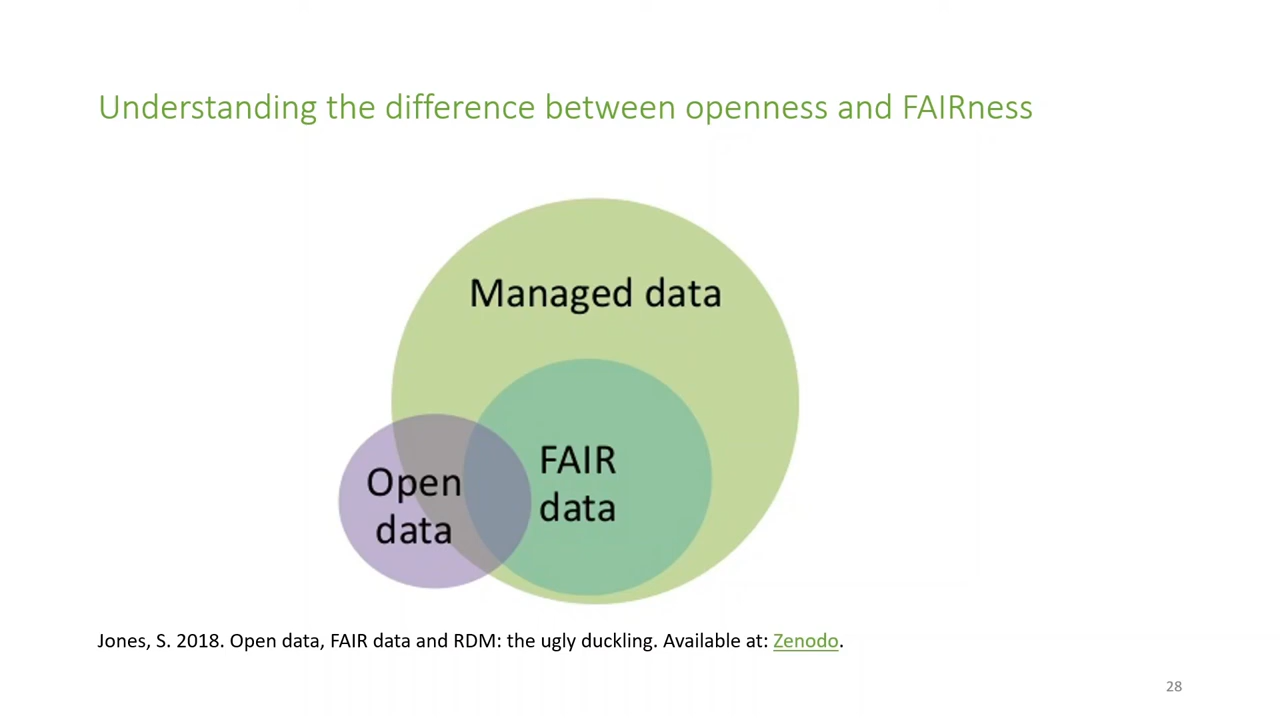 Understanding the difference between openness and FAIRness
Managed data
FAIR
data
Open
data
Jones, S. 2018. Open data, FAIR data and RDM: the ugly duckling. Available at: Zenodo.
28